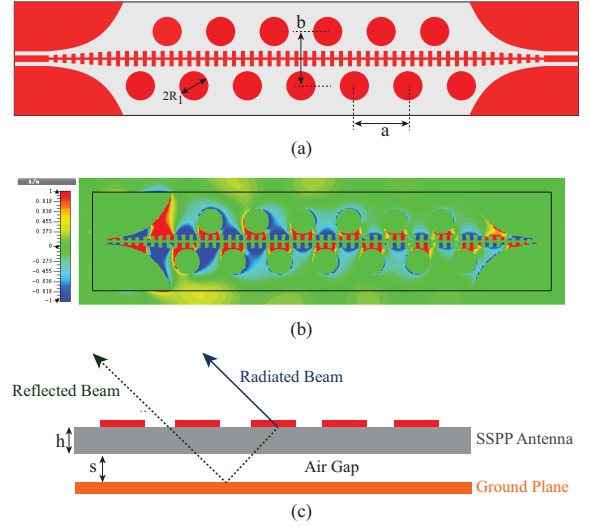 b
2R1
a
(a)
A/m
1
0.818
0.636
0.455
0.273
0
-0.273
-0.455
-0.636
-0.818
-1
(b)
Reflected Beam
Radiated Beam
h
SSPP Antenna
s
Air Gap
Ground Plane
(c)